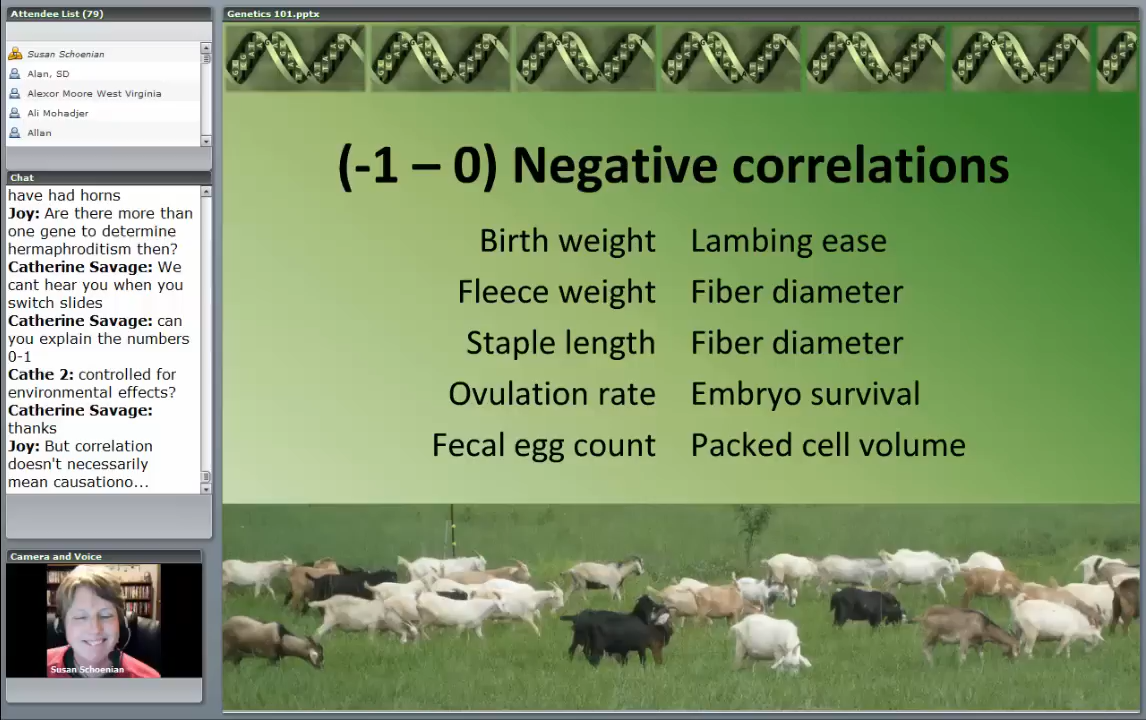 Attendee List (79)
Susan Schoenian
Alan, SD
Alexor Moore West Virginia
Ali Mohadjer
Allan
Chat
have had horns
Joy: Are there more than
one gene to determine
hermaphroditism then?
Catherine Savage: We
cant hear you when you
switch slides
Catherine Savage: can
you explain the numbers
0-1
Cathe 2: controlled for
environmental effects?
Catherine Savage:
thanks
Joy: But correlation
doesn't necessarily
mean causationo...
Camera and Voice
Susan Schoenian
Genetics 101.pptx
(-1 – 0) Negative correlations
Birth weight Lambing ease
Fleece weight Fiber diameter
Staple length Fiber diameter
Ovulation rate Embryo survival
Fecal egg count Packed cell volume